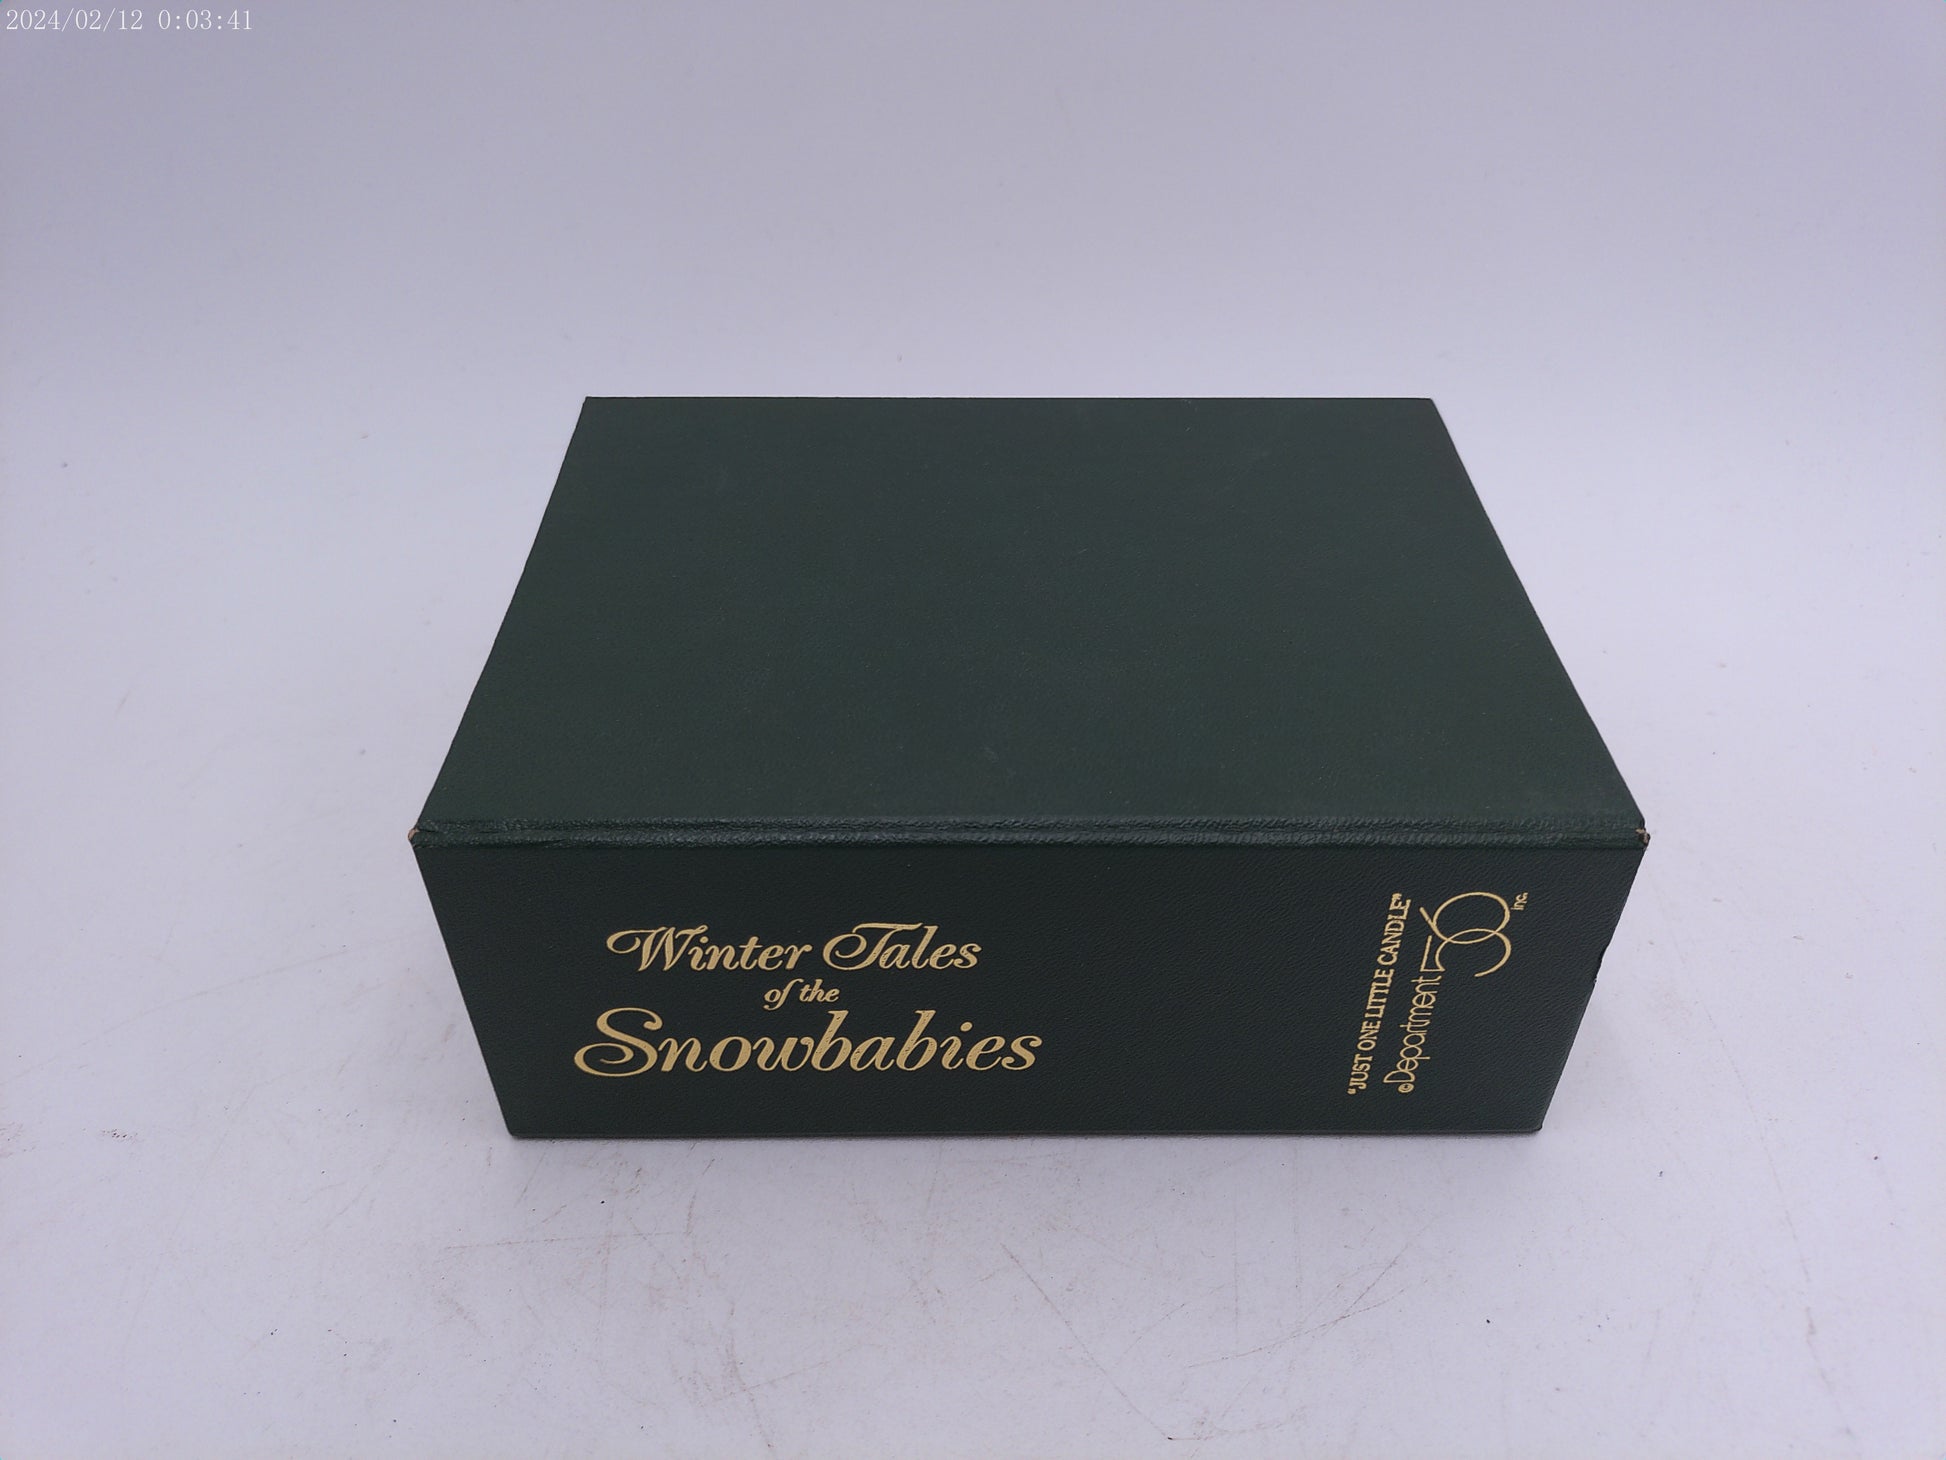 2024/02/12 0:03:41
Winter Tales
of the
Snowbabies
"JUST ONE LITTLE CANDLE"
©Department 56 inc.